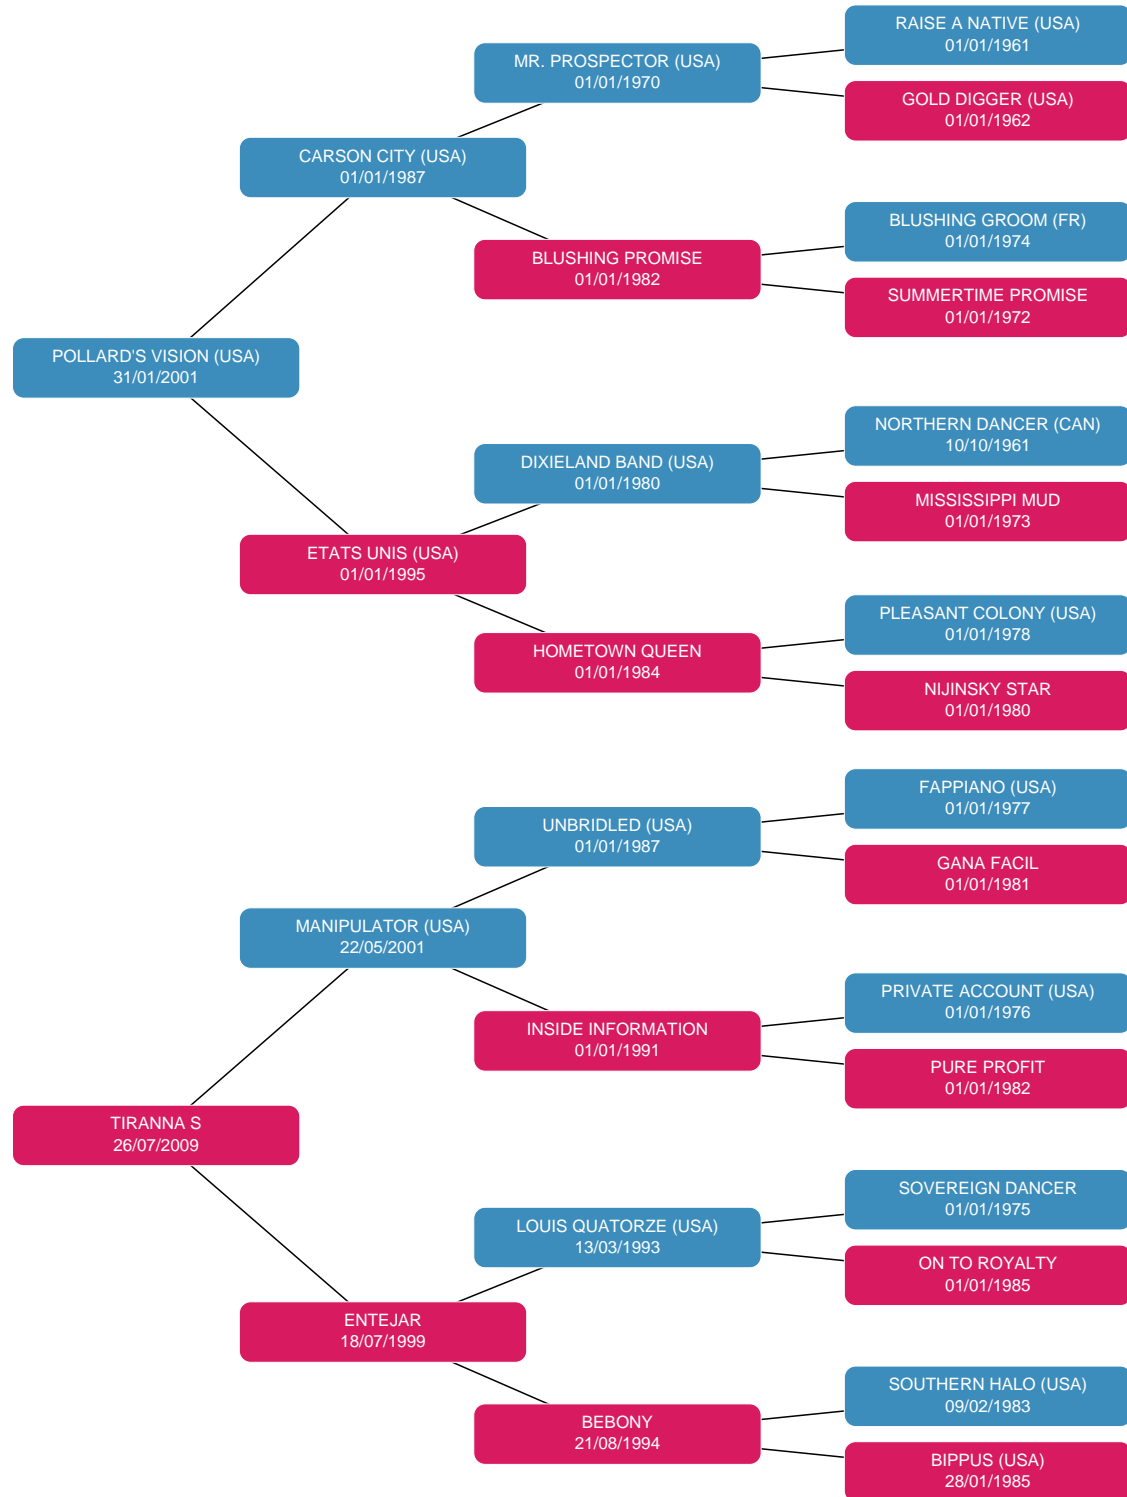 RAISE A NATIVE (USA)
01/01/1961
MR. PROSPECTOR (USA)
01/01/1970
GOLD DIGGER (USA)
01/01/1962
CARSON CITY (USA)
01/01/1987
BLUSHING GROOM (FR)
01/01/1974
BLUSHING PROMISE
01/01/1982
SUMMERTIME PROMISE
01/01/1972
POLLARD'S VISION (USA)
31/01/2001
NORTHERN DANCER (CAN)
10/10/1961
DIXIELAND BAND (USA)
01/01/1980
MISSISSIPPI MUD
01/01/1973
ETATS UNIS (USA)
01/01/1995
PLEASANT COLONY (USA)
01/01/1978
HOMETOWN QUEEN
01/01/1984
NIJINSKY STAR
01/01/1980
FAPPIANO (USA)
01/01/1977
UNBRIDLED (USA)
01/01/1987
GANA FACIL
01/01/1981
MANIPULATOR (USA)
22/05/2001
PRIVATE ACCOUNT (USA)
01/01/1976
INSIDE INFORMATION
01/01/1991
PURE PROFIT
01/01/1982
TIRANNA S
26/07/2009
SOVEREIGN DANCER
01/01/1975
LOUIS QUATORZE (USA)
13/03/1993
ON TO ROYALTY
01/01/1985
ENTEJAR
18/07/1999
SOUTHERN HALO (USA)
09/02/1983
BEBONY
21/08/1994
BIPPUS (USA)
28/01/1985